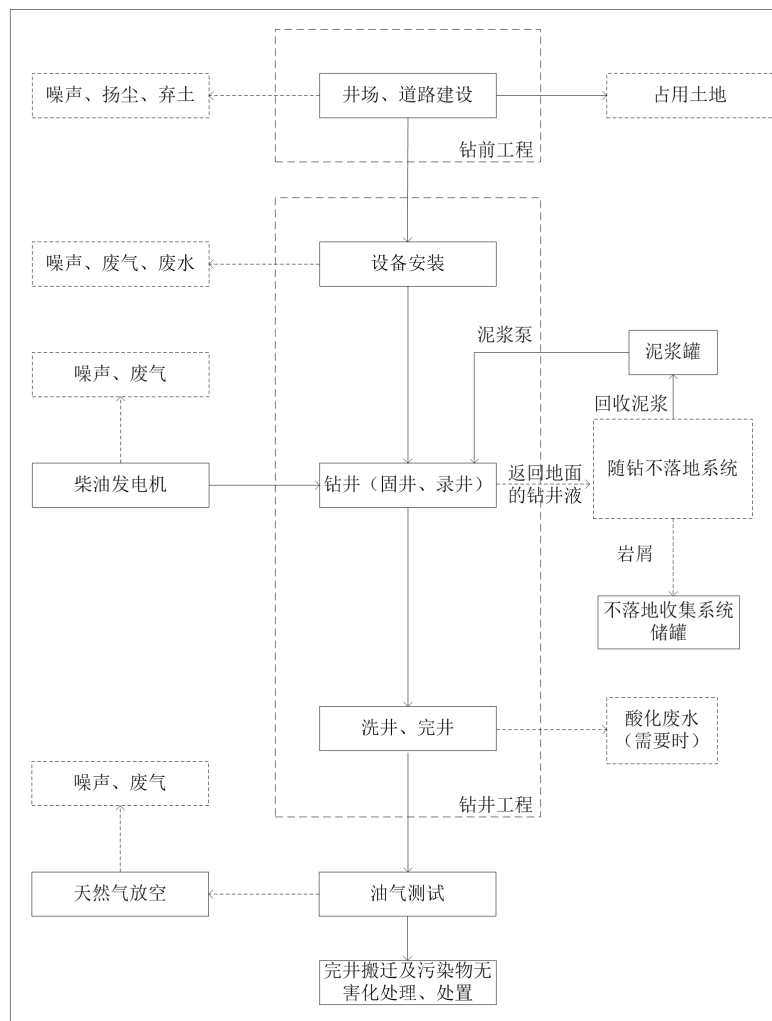 噪声、扬尘、弃土
井场、道路建设
占用土地
钻前工程
噪声、废气、废水
设备安装
泥浆泵
泥浆罐
噪声、废气
回收泥浆
柴油发电机
钻井（固井、录井）
返回地面
的钻井液
随钻不落地系统
岩屑
不落地收集系统
储罐
洗井、完井
酸化废水
（需要时）
噪声、废气
钻井工程
天然气放空
油气测试
完井搬迁及污染物无
害化处理、处置